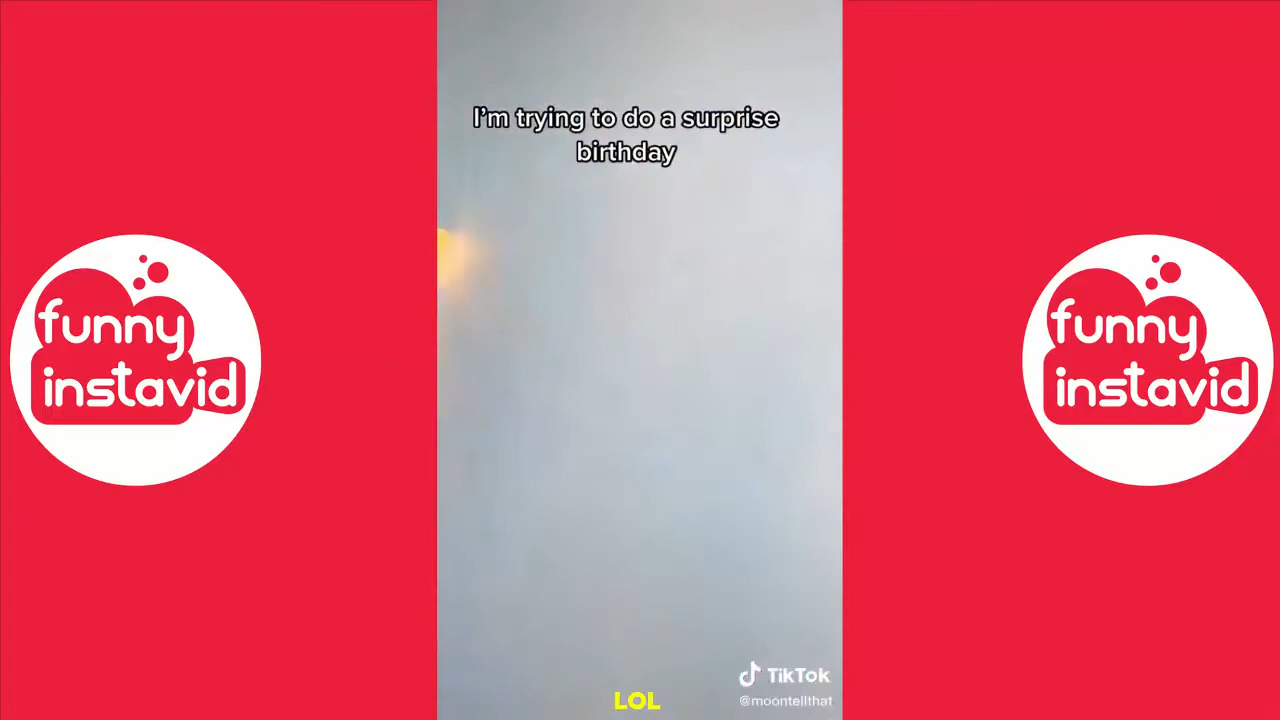 I'm trying to do a surprise
birthday
funny
instavid
funny
instavid
TikTok
@moontellthat
LOL